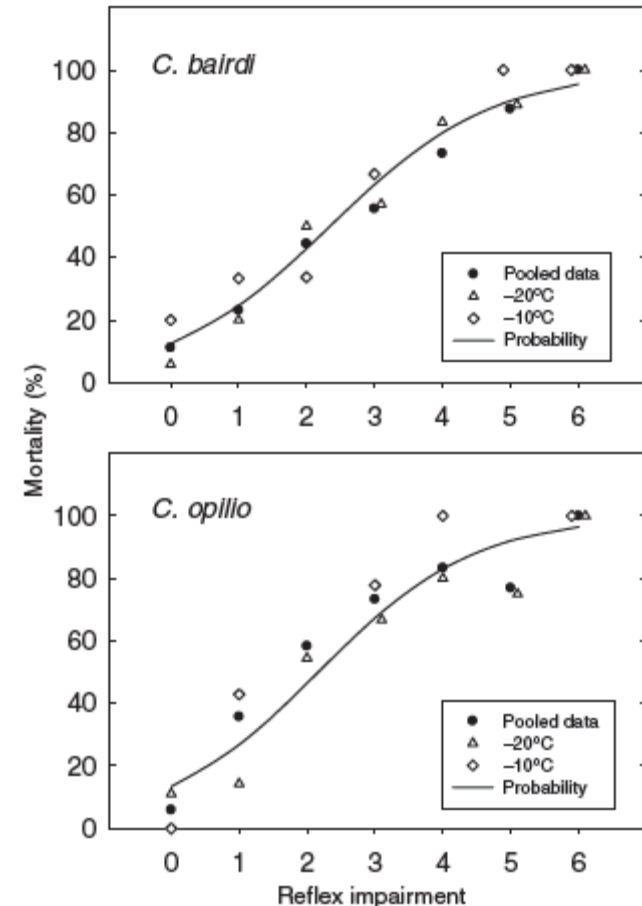 C. bairdi
100
80
60
40
20
0
Pooled data
–20ºC
–10ºC
Probability
0 1 2 3 4 5 6
Mortality (%)
C. opilio
100
80
60
40
20
0
Pooled data
–20ºC
–10ºC
Probability
0 1 2 3 4 5 6
Reflex impairment